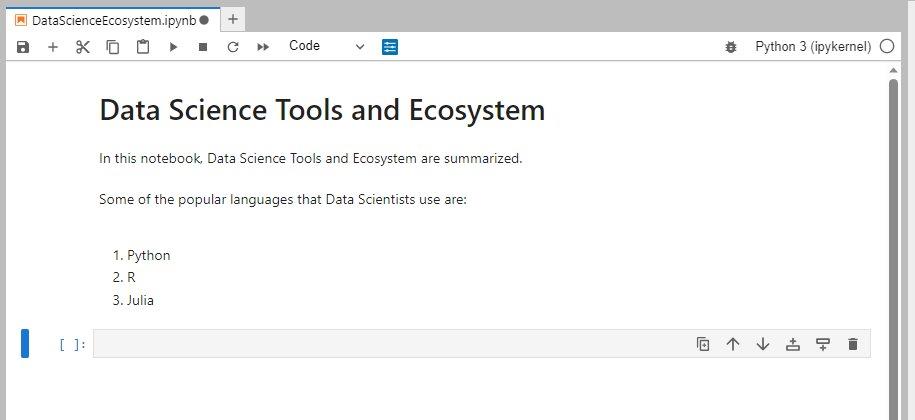 DataScienceEcosystem.ipynb
Code
Python 3 (ipykernel)
Data Science Tools and Ecosystem
In this notebook, Data Science Tools and Ecosystem are summarized.
Some of the popular languages that Data Scientists use are:
1. Python
2. R
3. Julia
[ ]: